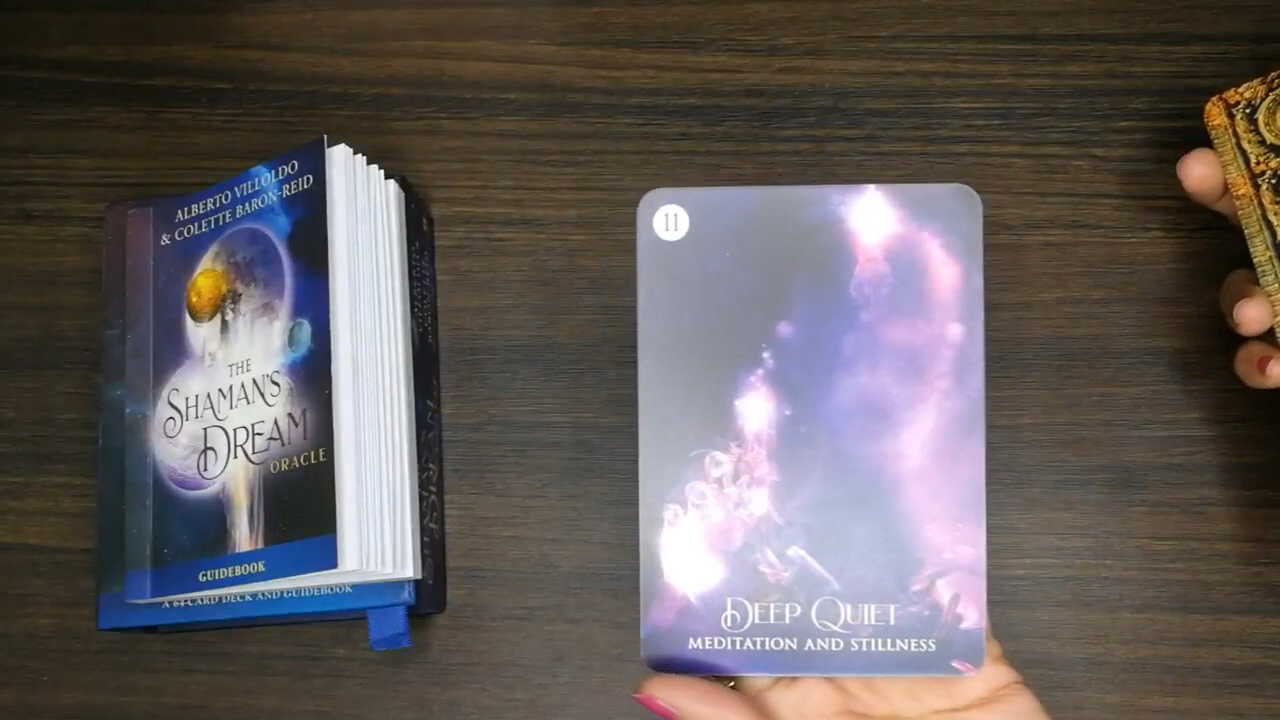 ALBERTO VILLOLDO
& COLETTE BARON-REID
THE
SHAMAN'S
DREAM
ORACLE
GUIDEBOOK
A 64-CARD DECK AND GUIDEBOOK
11
DEEP QUIET
MEDITATION AND STILLNESS